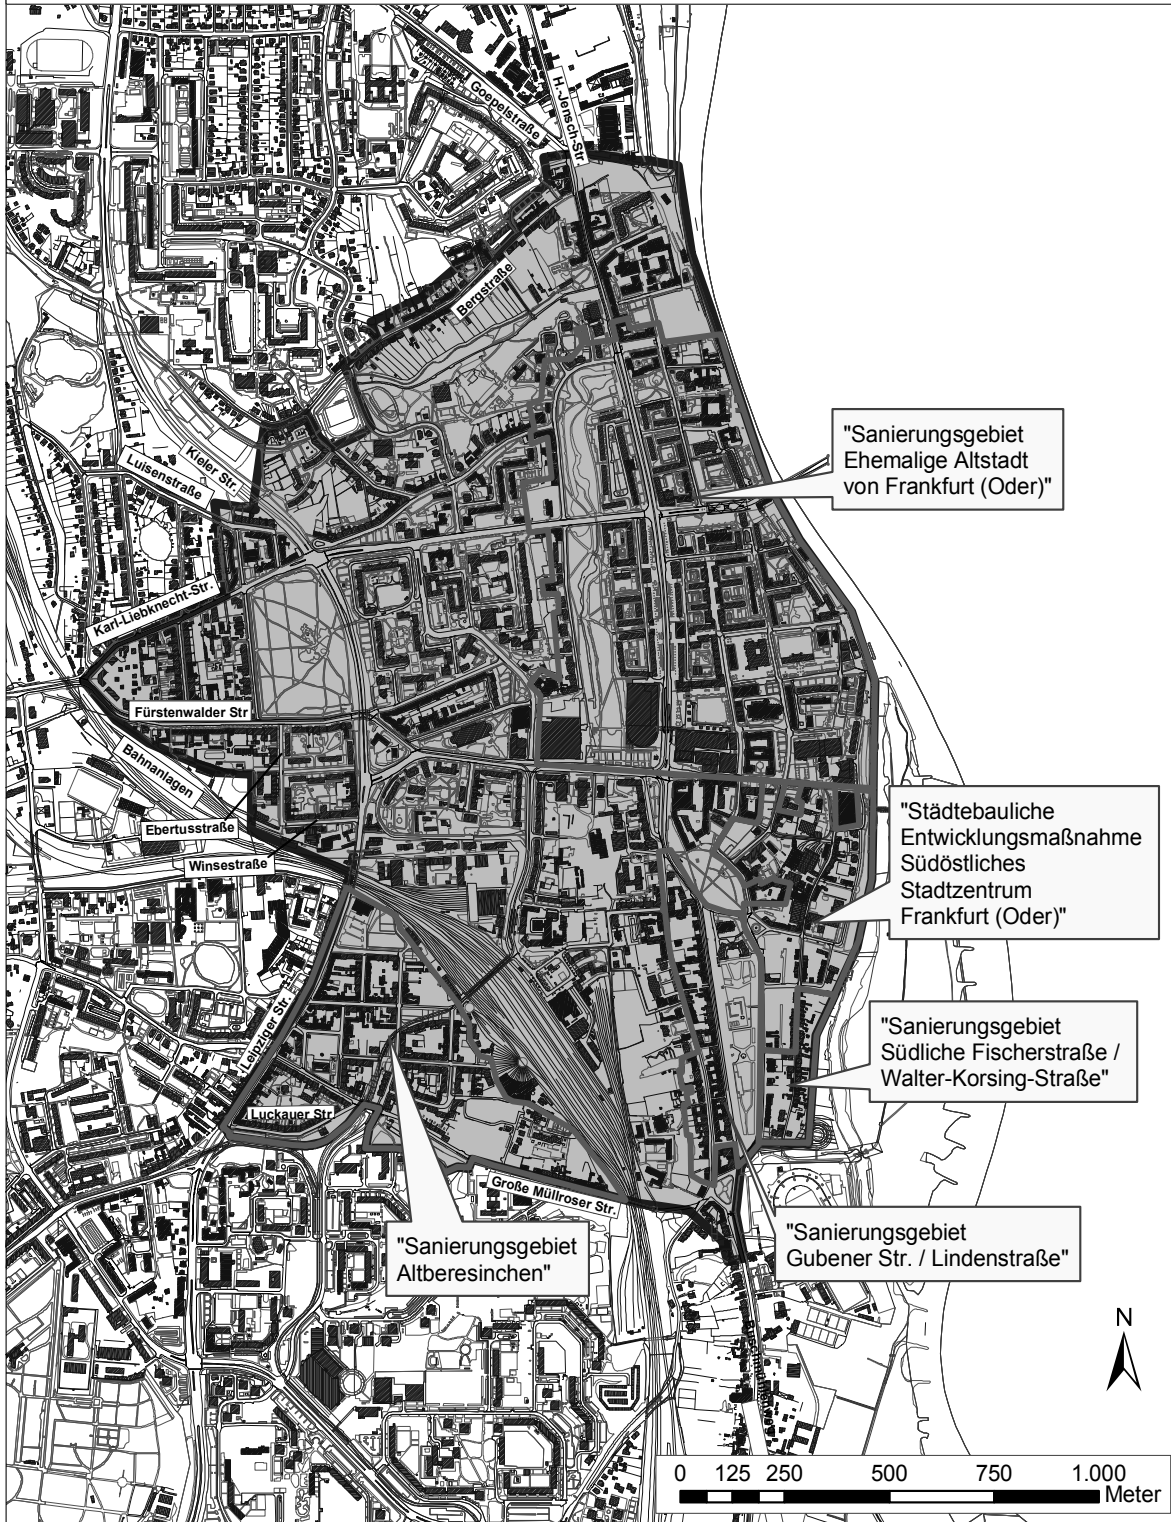 Goepelstraße
H.-Jensch-Str
Bergstraße
"Sanierungsgebiet
Ehemalige Altstadt
von Frankfurt (Oder)"
Kieler Str.
Luisenstraße
Karl-Liebknecht-Str.
Fürstenwalder Str
Bahnanlagen
Ebertusstraße
Winsestraße
"Städtebauliche
Entwicklungsmaßnahme
Südöstliches
Stadtzentrum
Frankfurt (Oder)"
Leipziger Str.
"Sanierungsgebiet
Südliche Fischerstraße /
Walter-Korsing-Straße"
Luckauer Str
Große Müllroser Str.
"Sanierungsgebiet
Altberesinchen"
"Sanierungsgebiet
Gubener Str. / Lindenstraße"
N
0 125 250 500 750 1.000
Meter